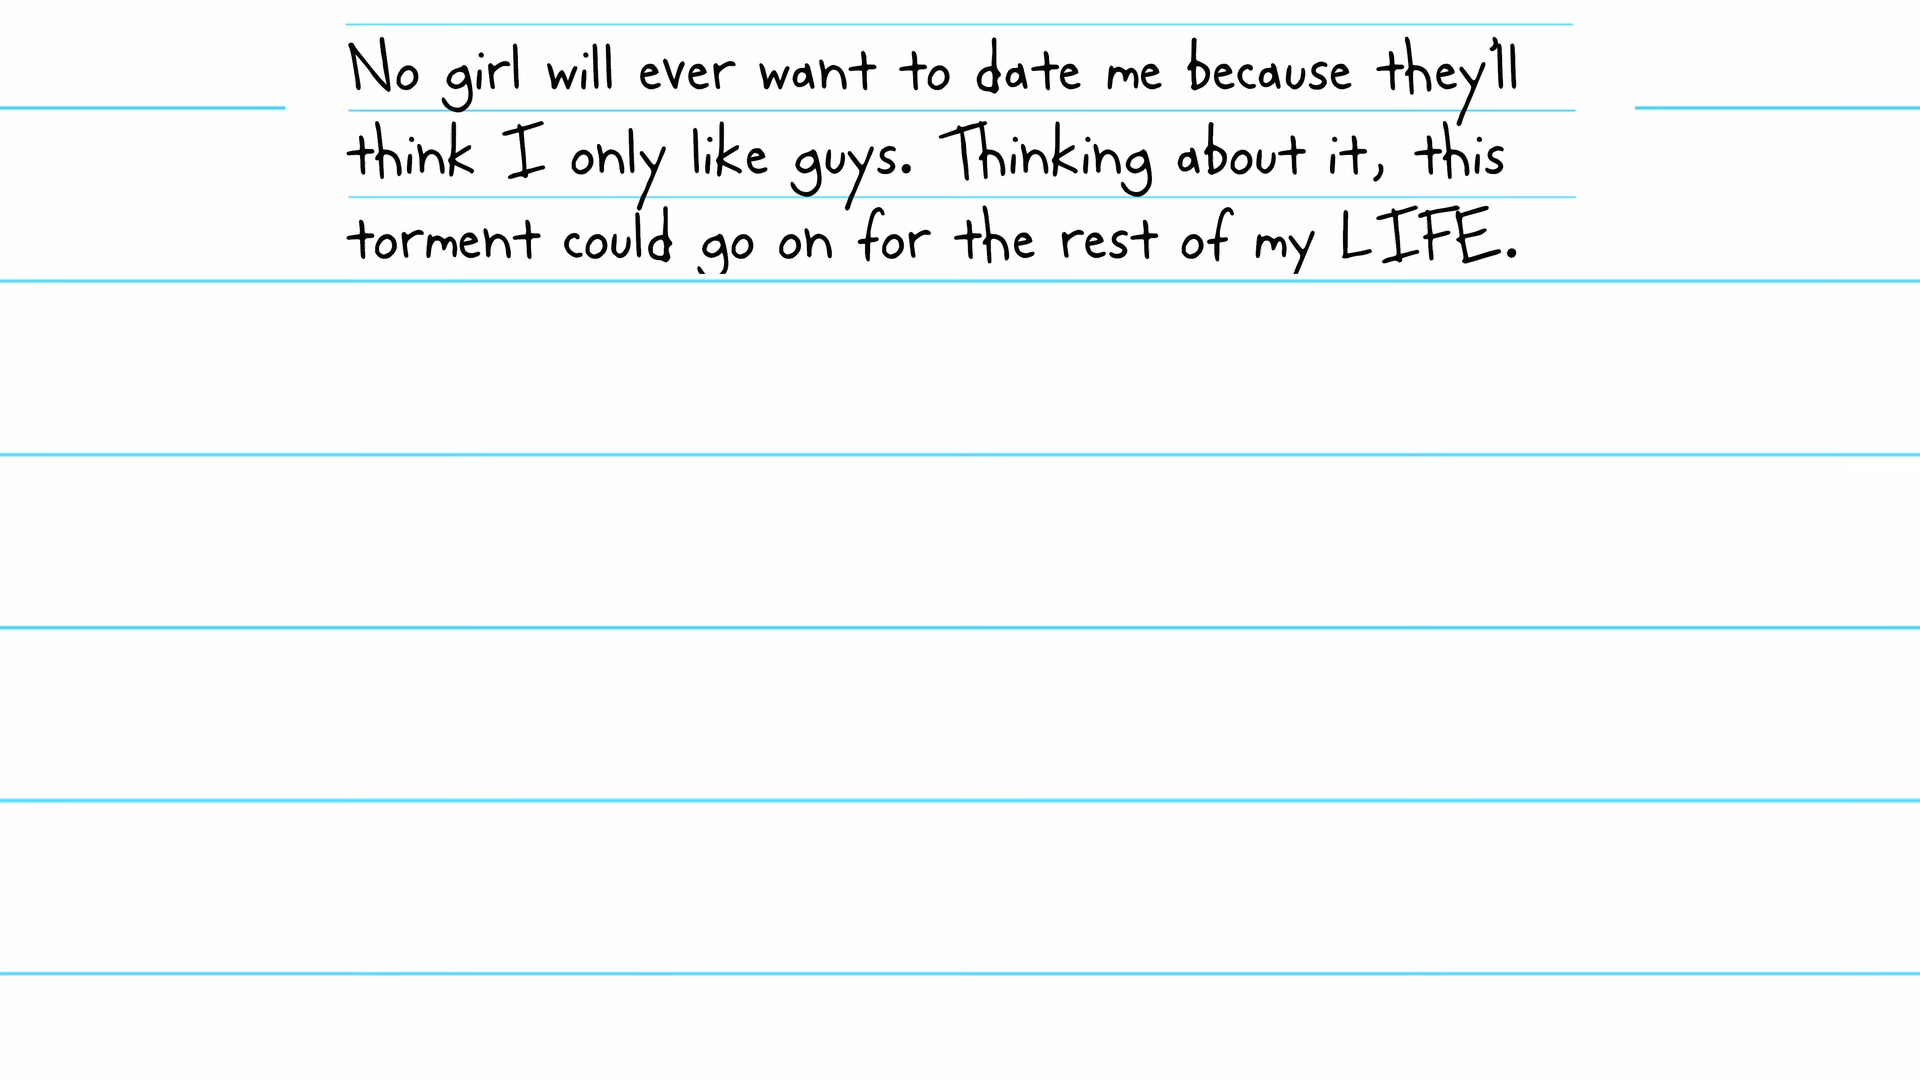 No girl will ever want to date me because they'll
think I only like guys. Thinking about it, this
torment could go on for the rest of my LIFE.